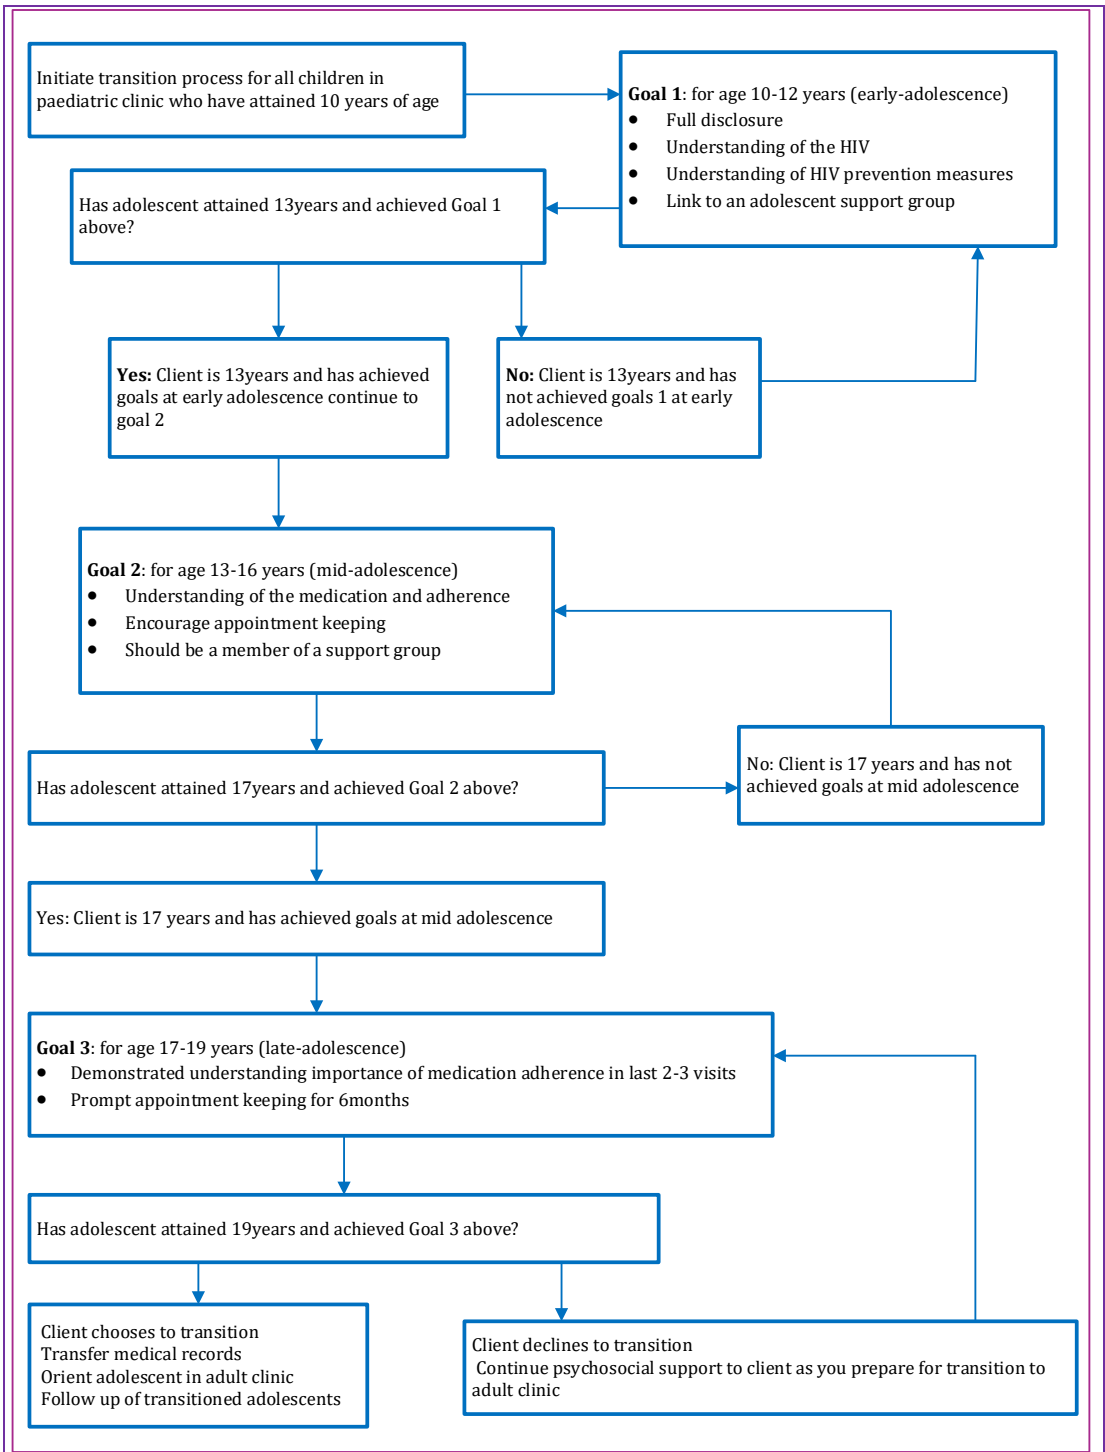 Initiate transition process for all children in
paediatric clinic who have attained 10 years of age
Goal 1: for age 10-12 years (early-adolescence)
• Full disclosure
• Understanding of the HIV
• Understanding of HIV prevention measures
• Link to an adolescent support group
Has adolescent attained 13years and achieved Goal 1
above?
Yes: Client is 13years and has achieved
goals at early adolescence continue to
goal 2
No: Client is 13years and has
not achieved goals 1 at early
adolescence
Goal 2: for age 13-16 years (mid-adolescence)
• Understanding of the medication and adherence
• Encourage appointment keeping
• Should be a member of a support group
Has adolescent attained 17years and achieved Goal 2 above?
No: Client is 17 years and has not
achieved goals at mid adolescence
Yes: Client is 17 years and has achieved goals at mid adolescence
Goal 3: for age 17-19 years (late-adolescence)
• Demonstrated understanding importance of medication adherence in last 2-3 visits
• Prompt appointment keeping for 6months
Has adolescent attained 19years and achieved Goal 3 above?
Client chooses to transition
Transfer medical records
Orient adolescent in adult clinic
Follow up of transitioned adolescents
Client declines to transition
Continue psychosocial support to client as you prepare for transition to
adult clinic